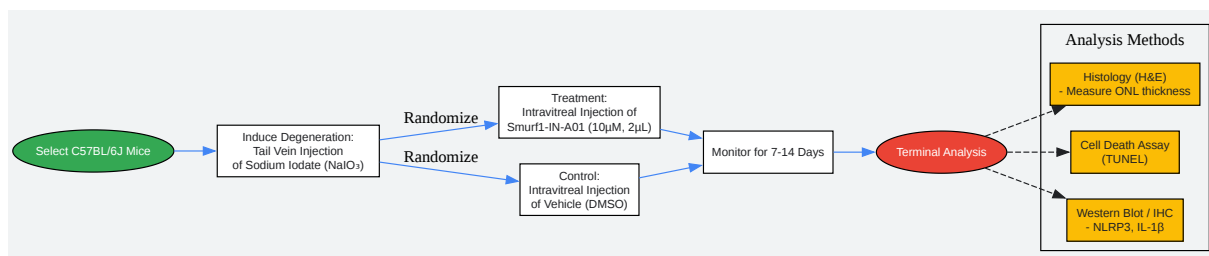 Select C57BL/6J Mice
Induce Degeneration:
Tail Vein Injection
of Sodium Iodate (NaIO₃)
Randomize
Randomize
Treatment:
Intravitreal Injection of
Smurf1-IN-A01 (10μM, 2μL)
Control:
Intravitreal Injection
of Vehicle (DMSO)
Monitor for 7-14 Days
Terminal Analysis
Analysis Methods
Histology (H&E)
- Measure ONL thickness
Cell Death Assay
(TUNEL)
Western Blot / IHC
- NLRP3, IL-1β